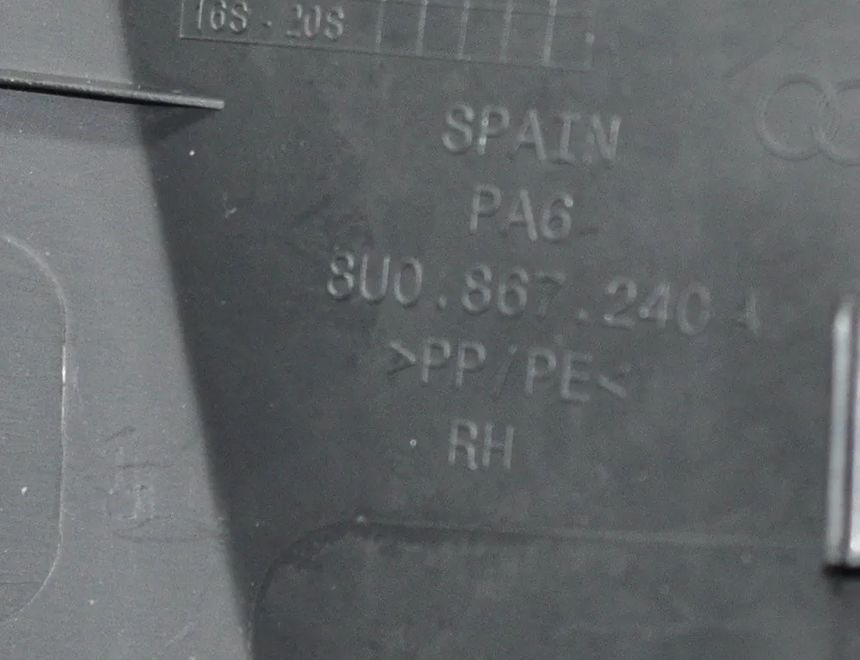 16S - 20S
SPAIN
PA6
8U0.867.240 A
>PP/PE<
RH